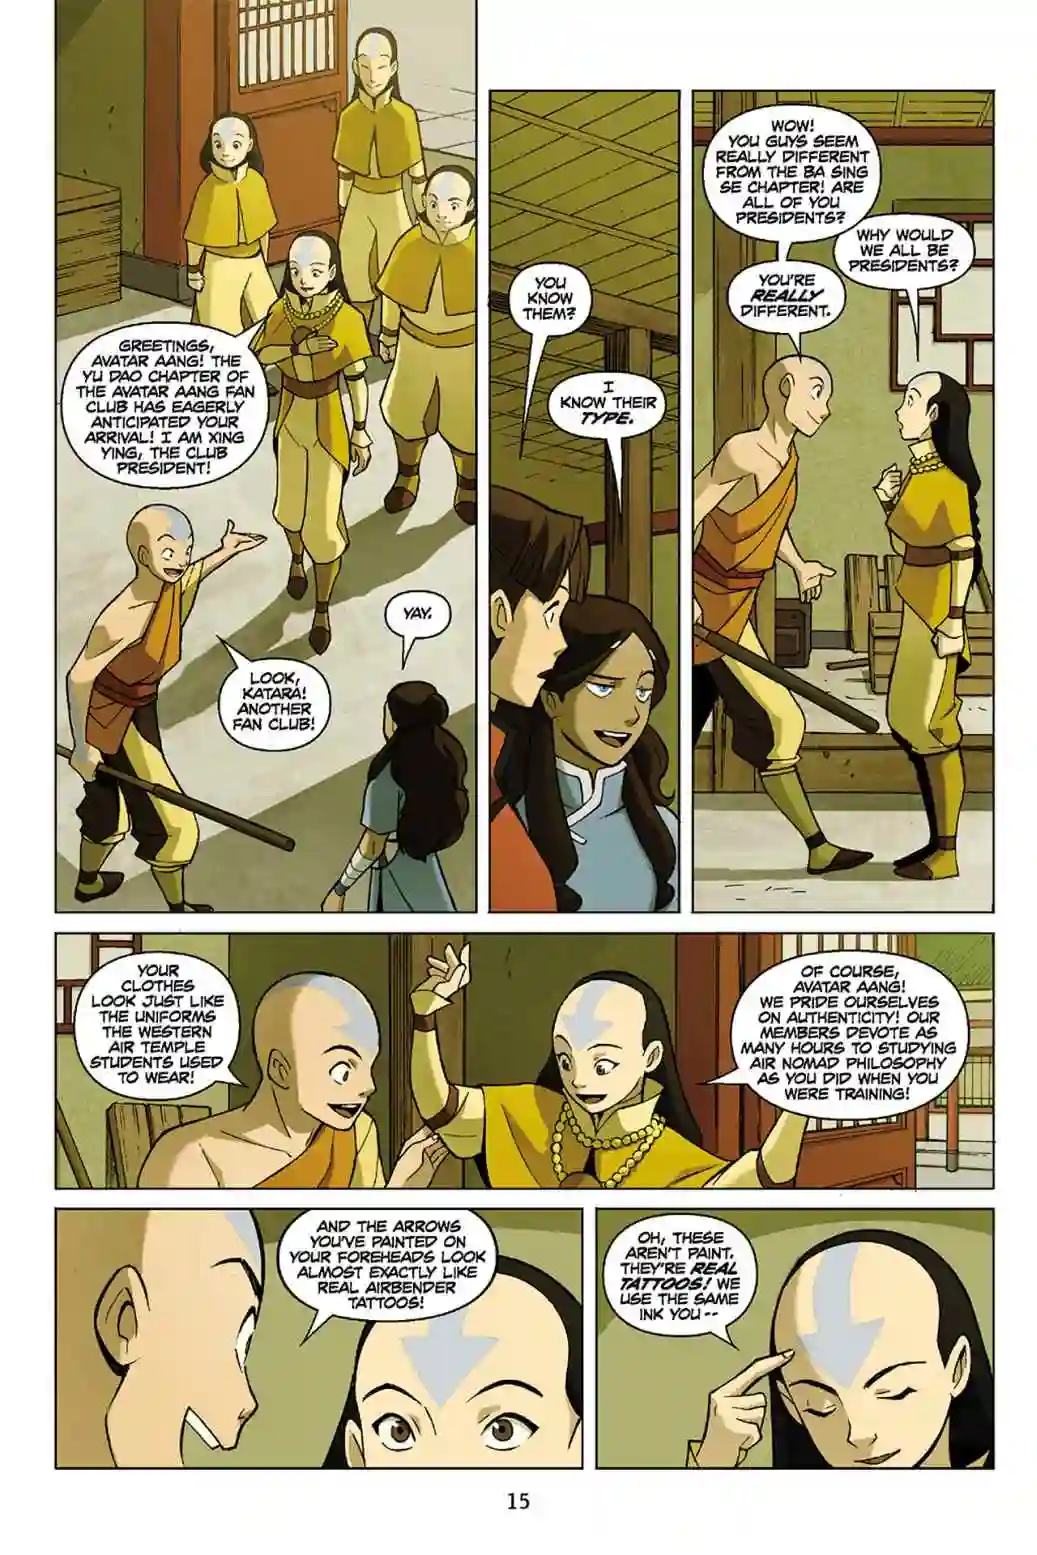 GREETINGS,
AVATAR AANG! THE
YU DAO CHAPTER OF
THE AVATAR AANG FAN
CLUB HAS EAGERLY
ANTICIPATED YOUR
ARRIVAL! I AM XING
YING, THE CLUB
PRESIDENT!
LOOK,
KATARA!
ANOTHER
FAN CLUB!
YAY.
YOU
KNOW
THEM?
I
KNOW THEIR
TYPE.
WOW!
YOU GUYS SEEM
REALLY DIFFERENT
FROM THE BA SING
SE CHAPTER! ARE
ALL OF YOU
PRESIDENTS?
WHY WOULD
WE ALL BE
PRESIDENTS?
YOU'RE
REALLY
DIFFERENT.
YOUR
CLOTHES
LOOK JUST LIKE
THE UNIFORMS
THE WESTERN
AIR TEMPLE
STUDENTS USED
TO WEAR!
OF COURSE,
AVATAR AANG!
WE PRIDE OURSELVES
ON AUTHENTICITY! OUR
MEMBERS DEVOTE AS
MANY HOURS TO STUDYING
AIR NOMAD PHILOSOPHY
AS YOU DID WHEN YOU
WERE TRAINING!
AND THE ARROWS
YOU'VE PAINTED ON
YOUR FOREHEADS LOOK
ALMOST EXACTLY LIKE
REAL AIRBENDER
TATTOOS!
OH, THESE
AREN'T PAINT.
THEY'RE REAL
TATTOOS! WE
USE THE SAME
INK YOU --
15